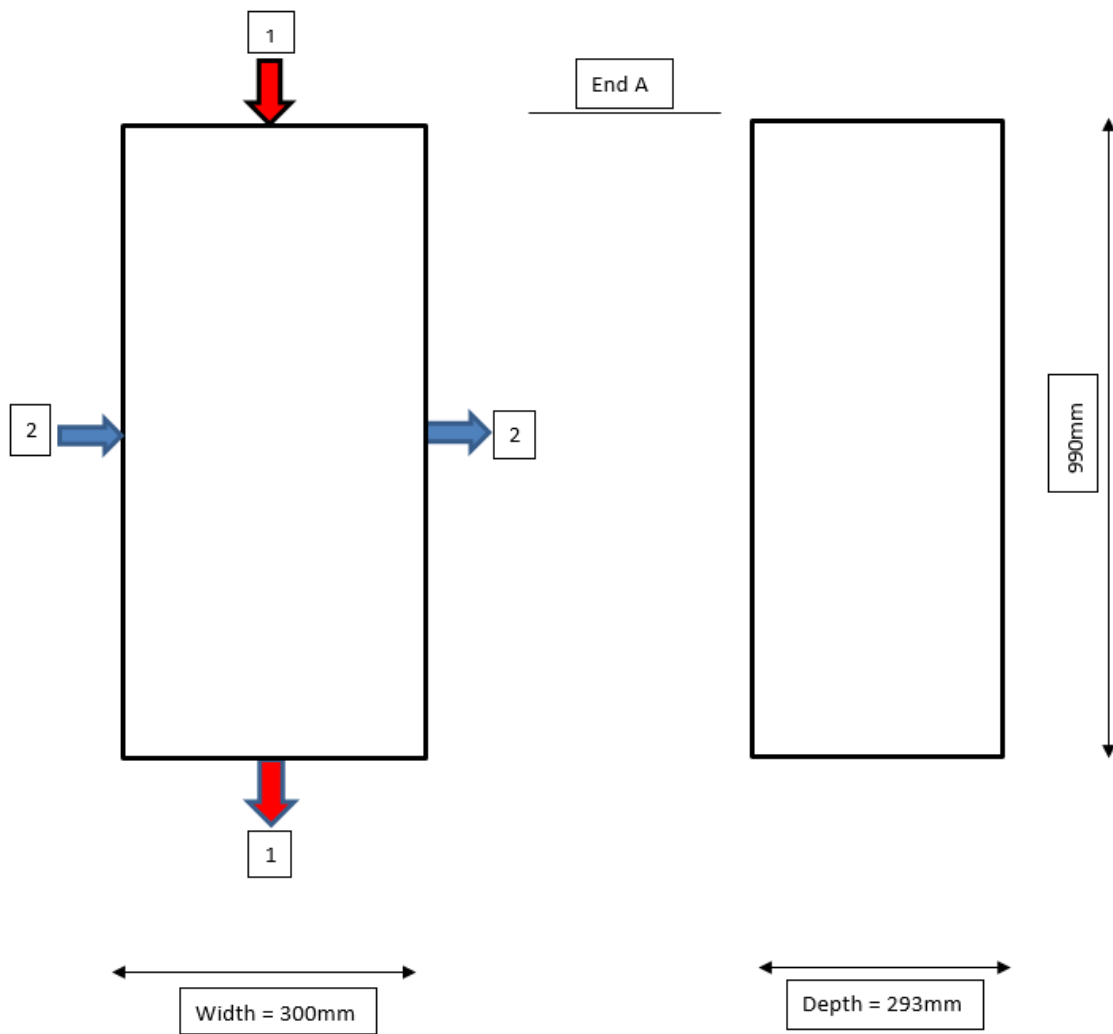 1
End A
2
2
990mm
1
Width = 300mm
Depth = 293mm